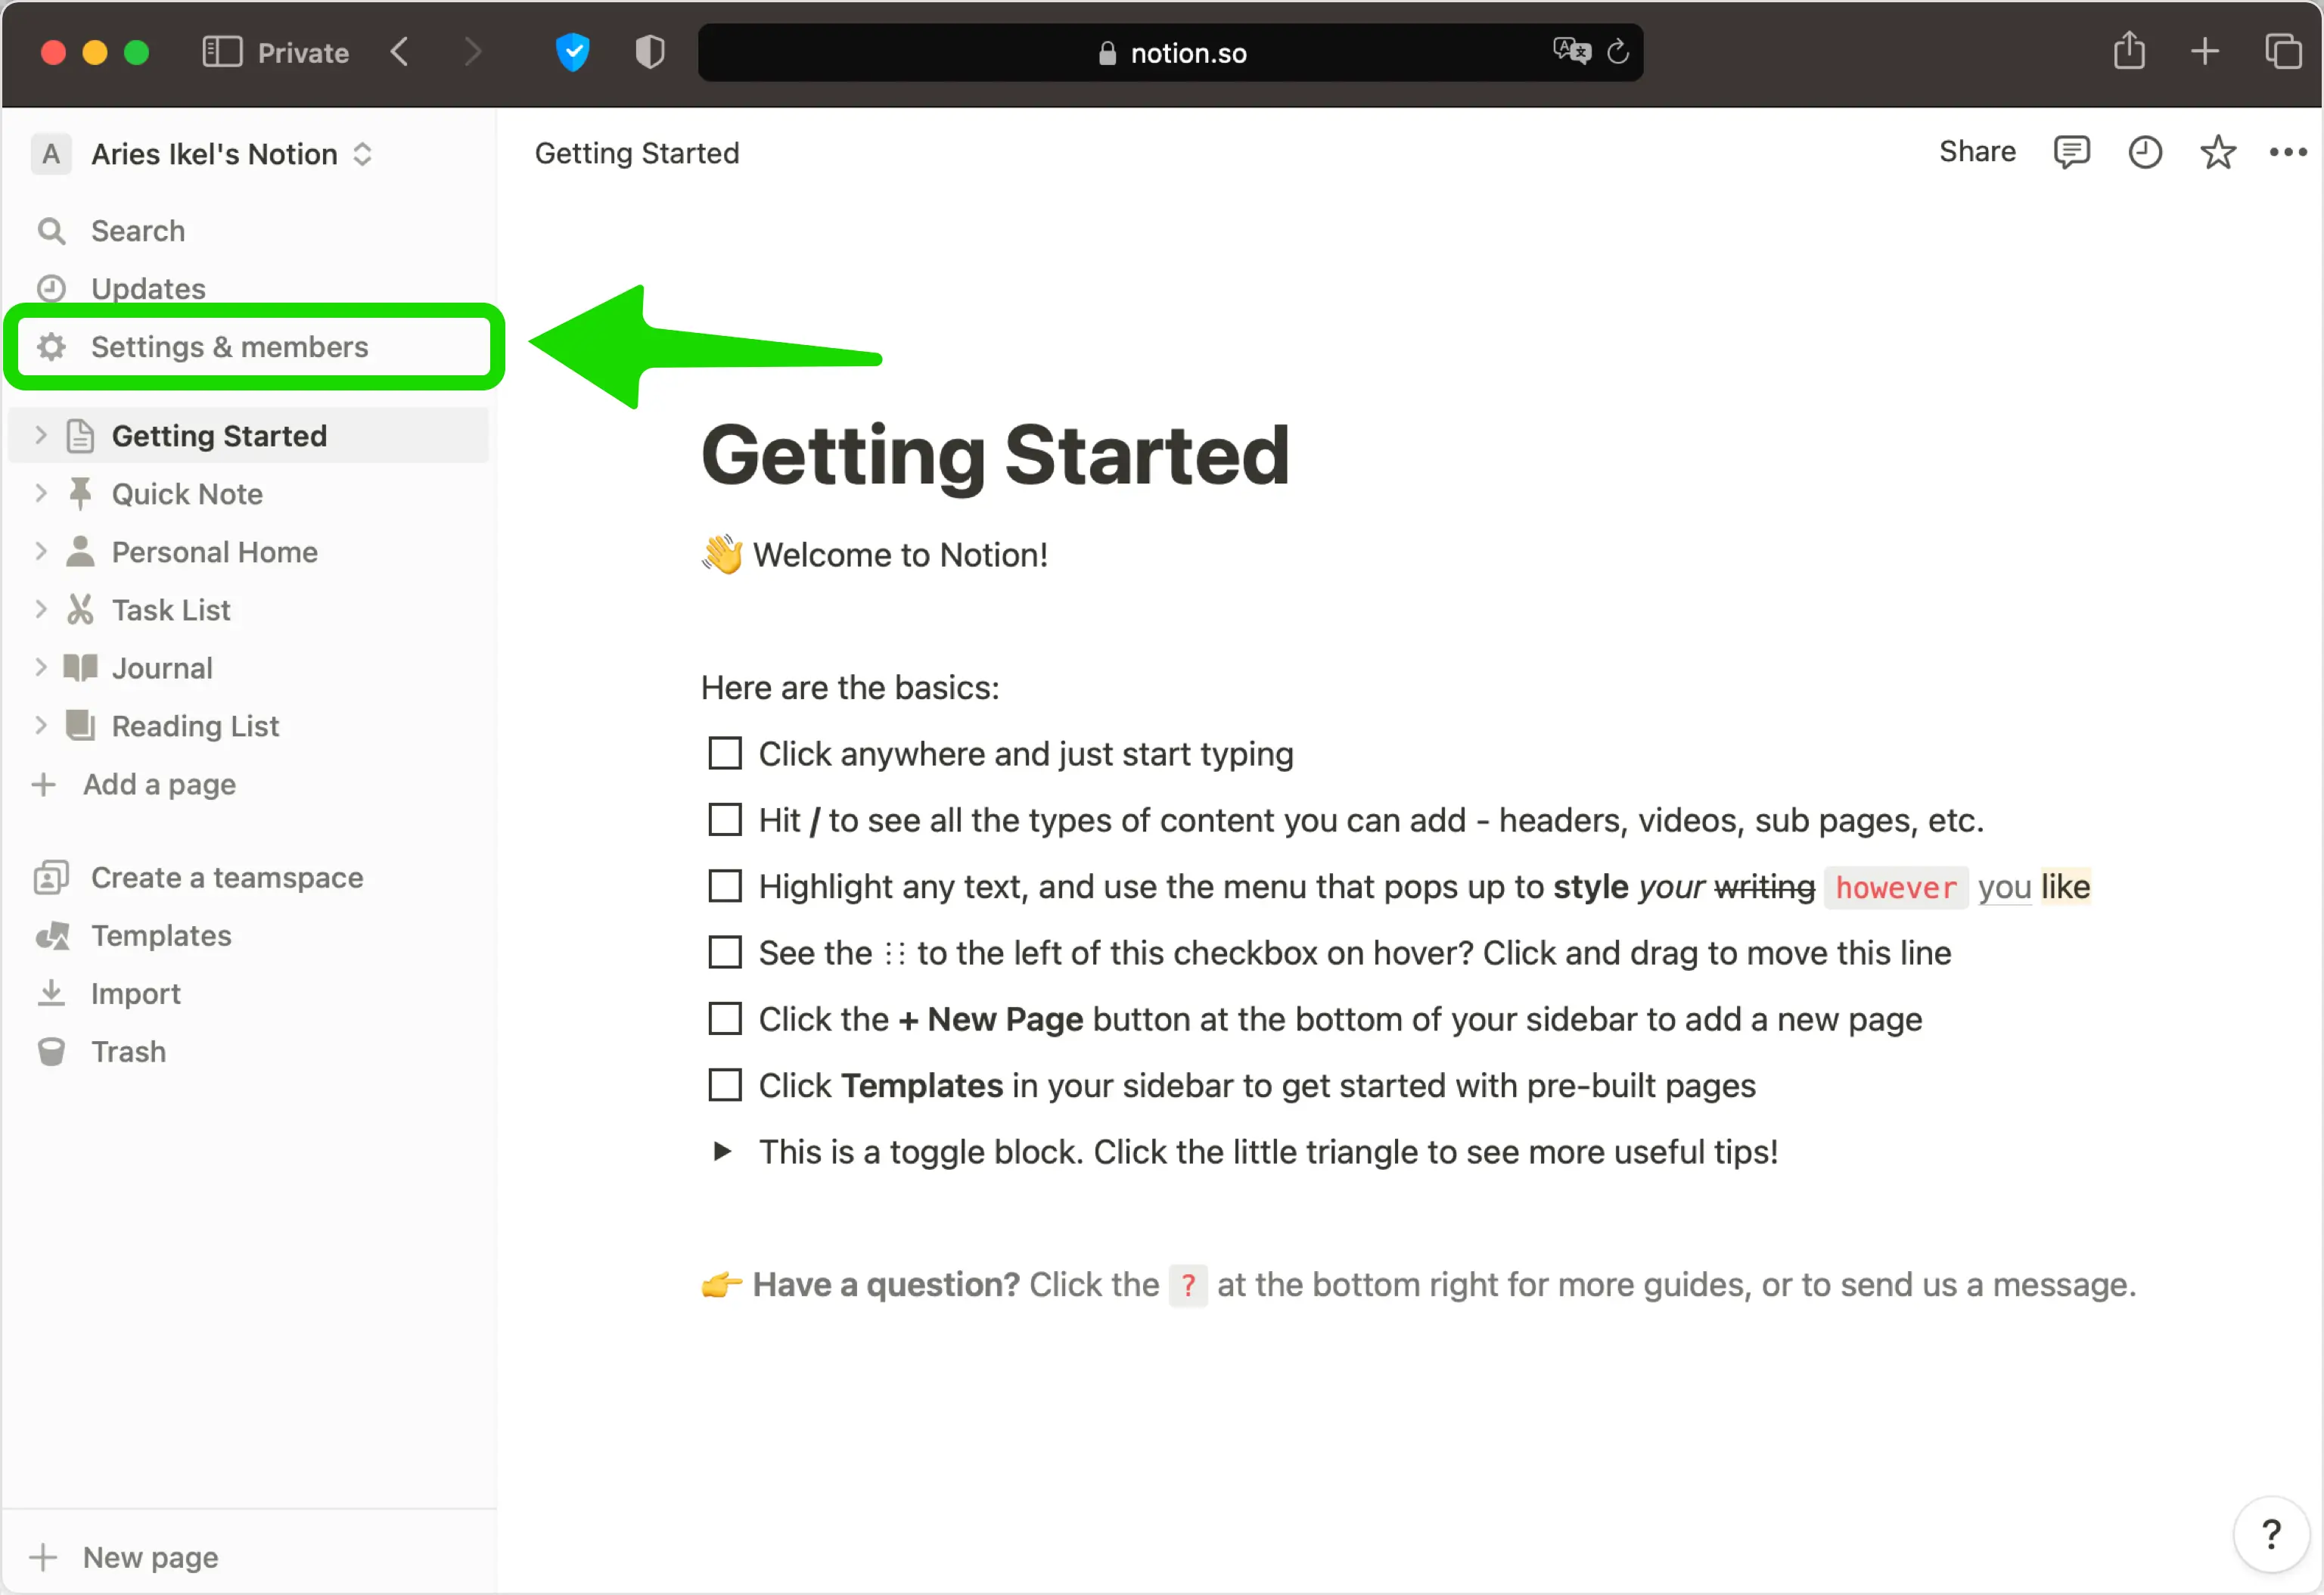 Private
notion.so
A Aries Ikel's Notion
Getting Started
Share
Search
Updates
Settings & members
Getting Started
Quick Note
Personal Home
Task List
Journal
Reading List
Add a page
Create a teamspace
Templates
Import
Trash
New page
Getting Started
👋 Welcome to Notion!
Here are the basics:
Click anywhere and just start typing
Hit / to see all the types of content you can add - headers, videos, sub pages, etc.
Highlight any text, and use the menu that pops up to style your writing however you like
See the ⋮⋮ to the left of this checkbox on hover? Click and drag to move this line
Click the + New Page button at the bottom of your sidebar to add a new page
Click Templates in your sidebar to get started with pre-built pages
This is a toggle block. Click the little triangle to see more useful tips!
👉 Have a question? Click the ? at the bottom right for more guides, or to send us a message.
?